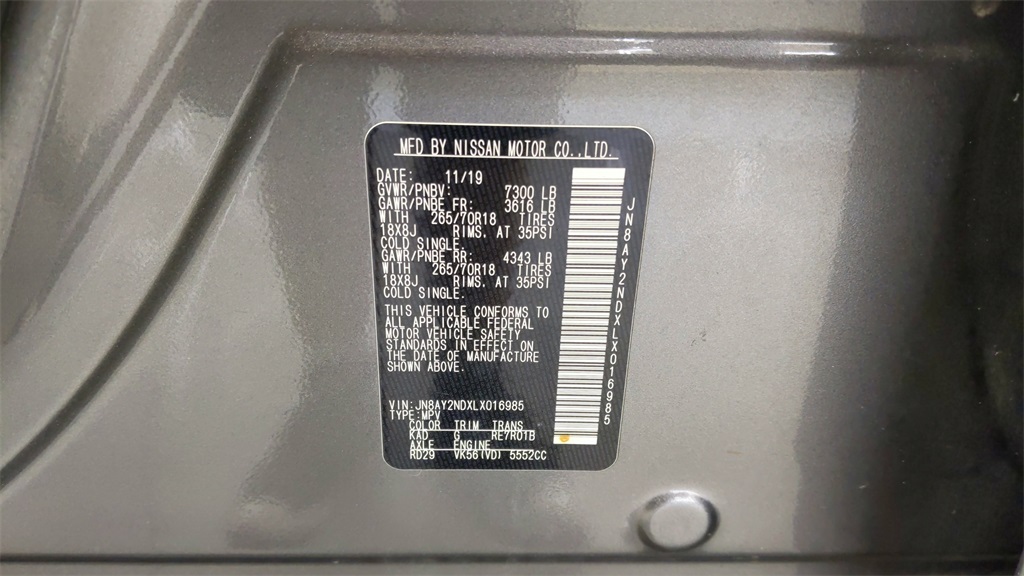 MFD BY NISSAN MOTOR CO.,LTD.
DATE: 11/19
GVWR/PNBV: 7300 LB
GAWR/PNBE FR: 3616 LB
WITH 265/70R18 TIRES
18X8J RIMS. AT 35PSI
COLD SINGLE.
GAWR/PNBE RR: 4343 LB
WITH 265/70R18 TIRES
18X8J RIMS. AT 35PSI
COLD SINGLE.
THIS VEHICLE CONFORMS TO
ALL APPLICABLE FEDERAL
MOTOR VEHICLE SAFETY
STANDARDS IN EFFECT ON
THE DATE OF MANUFACTURE
SHOWN ABOVE.
VIN:JN8AY2NDXLX016985
TYPE:MPV
COLOR TRIM TRANS
KAD G RE7R01B
AXLE ENGINE
RD29 VK56(VD) 5552CC
JN8AY2NDXLX016985